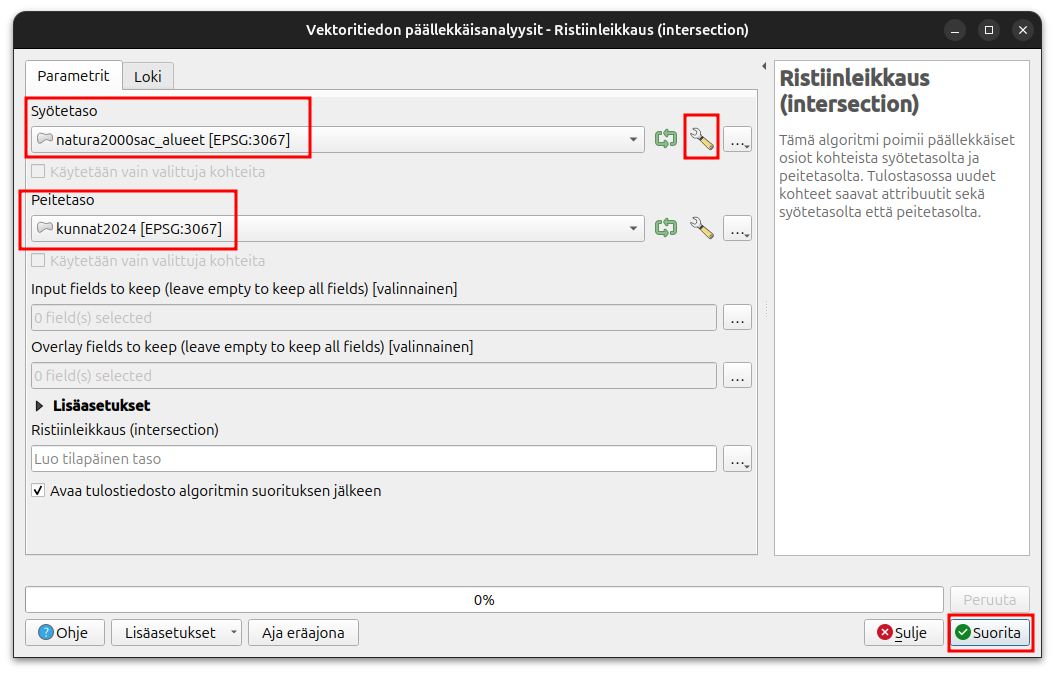 Vektoritiedon päällekkäisanalyysit - Ristiinleikkaus (intersection)
Parametrit
Loki
Syötetaso
natura2000sac_alueet [EPSG:3067]
...
Käytetään vain valittuja kohteita
Peitetaso
kunnat2024 [EPSG:3067]
...
Käytetään vain valittuja kohteita
Input fields to keep (leave empty to keep all fields) [valinnainen]
0 field(s) selected
...
Overlay fields to keep (leave empty to keep all fields) [valinnainen]
0 field(s) selected
...
Lisäasetukset
Ristiinleikkaus (intersection)
Luo tilapäinen taso
...
Avaa tulostiedosto algoritmin suorituksen jälkeen
Ristiinleikkaus
(intersection)
Tämä algoritmi poimii päällekkäiset
osiot kohteista syötetasolta ja
peitetasolta. Tulostasossa uudet
kohteet saavat attribuutit sekä
syötetasolta että peitetasolta.
0%
Peruuta
Ohje
Lisäasetukset
Aja eräajona
Sulje
Suorita